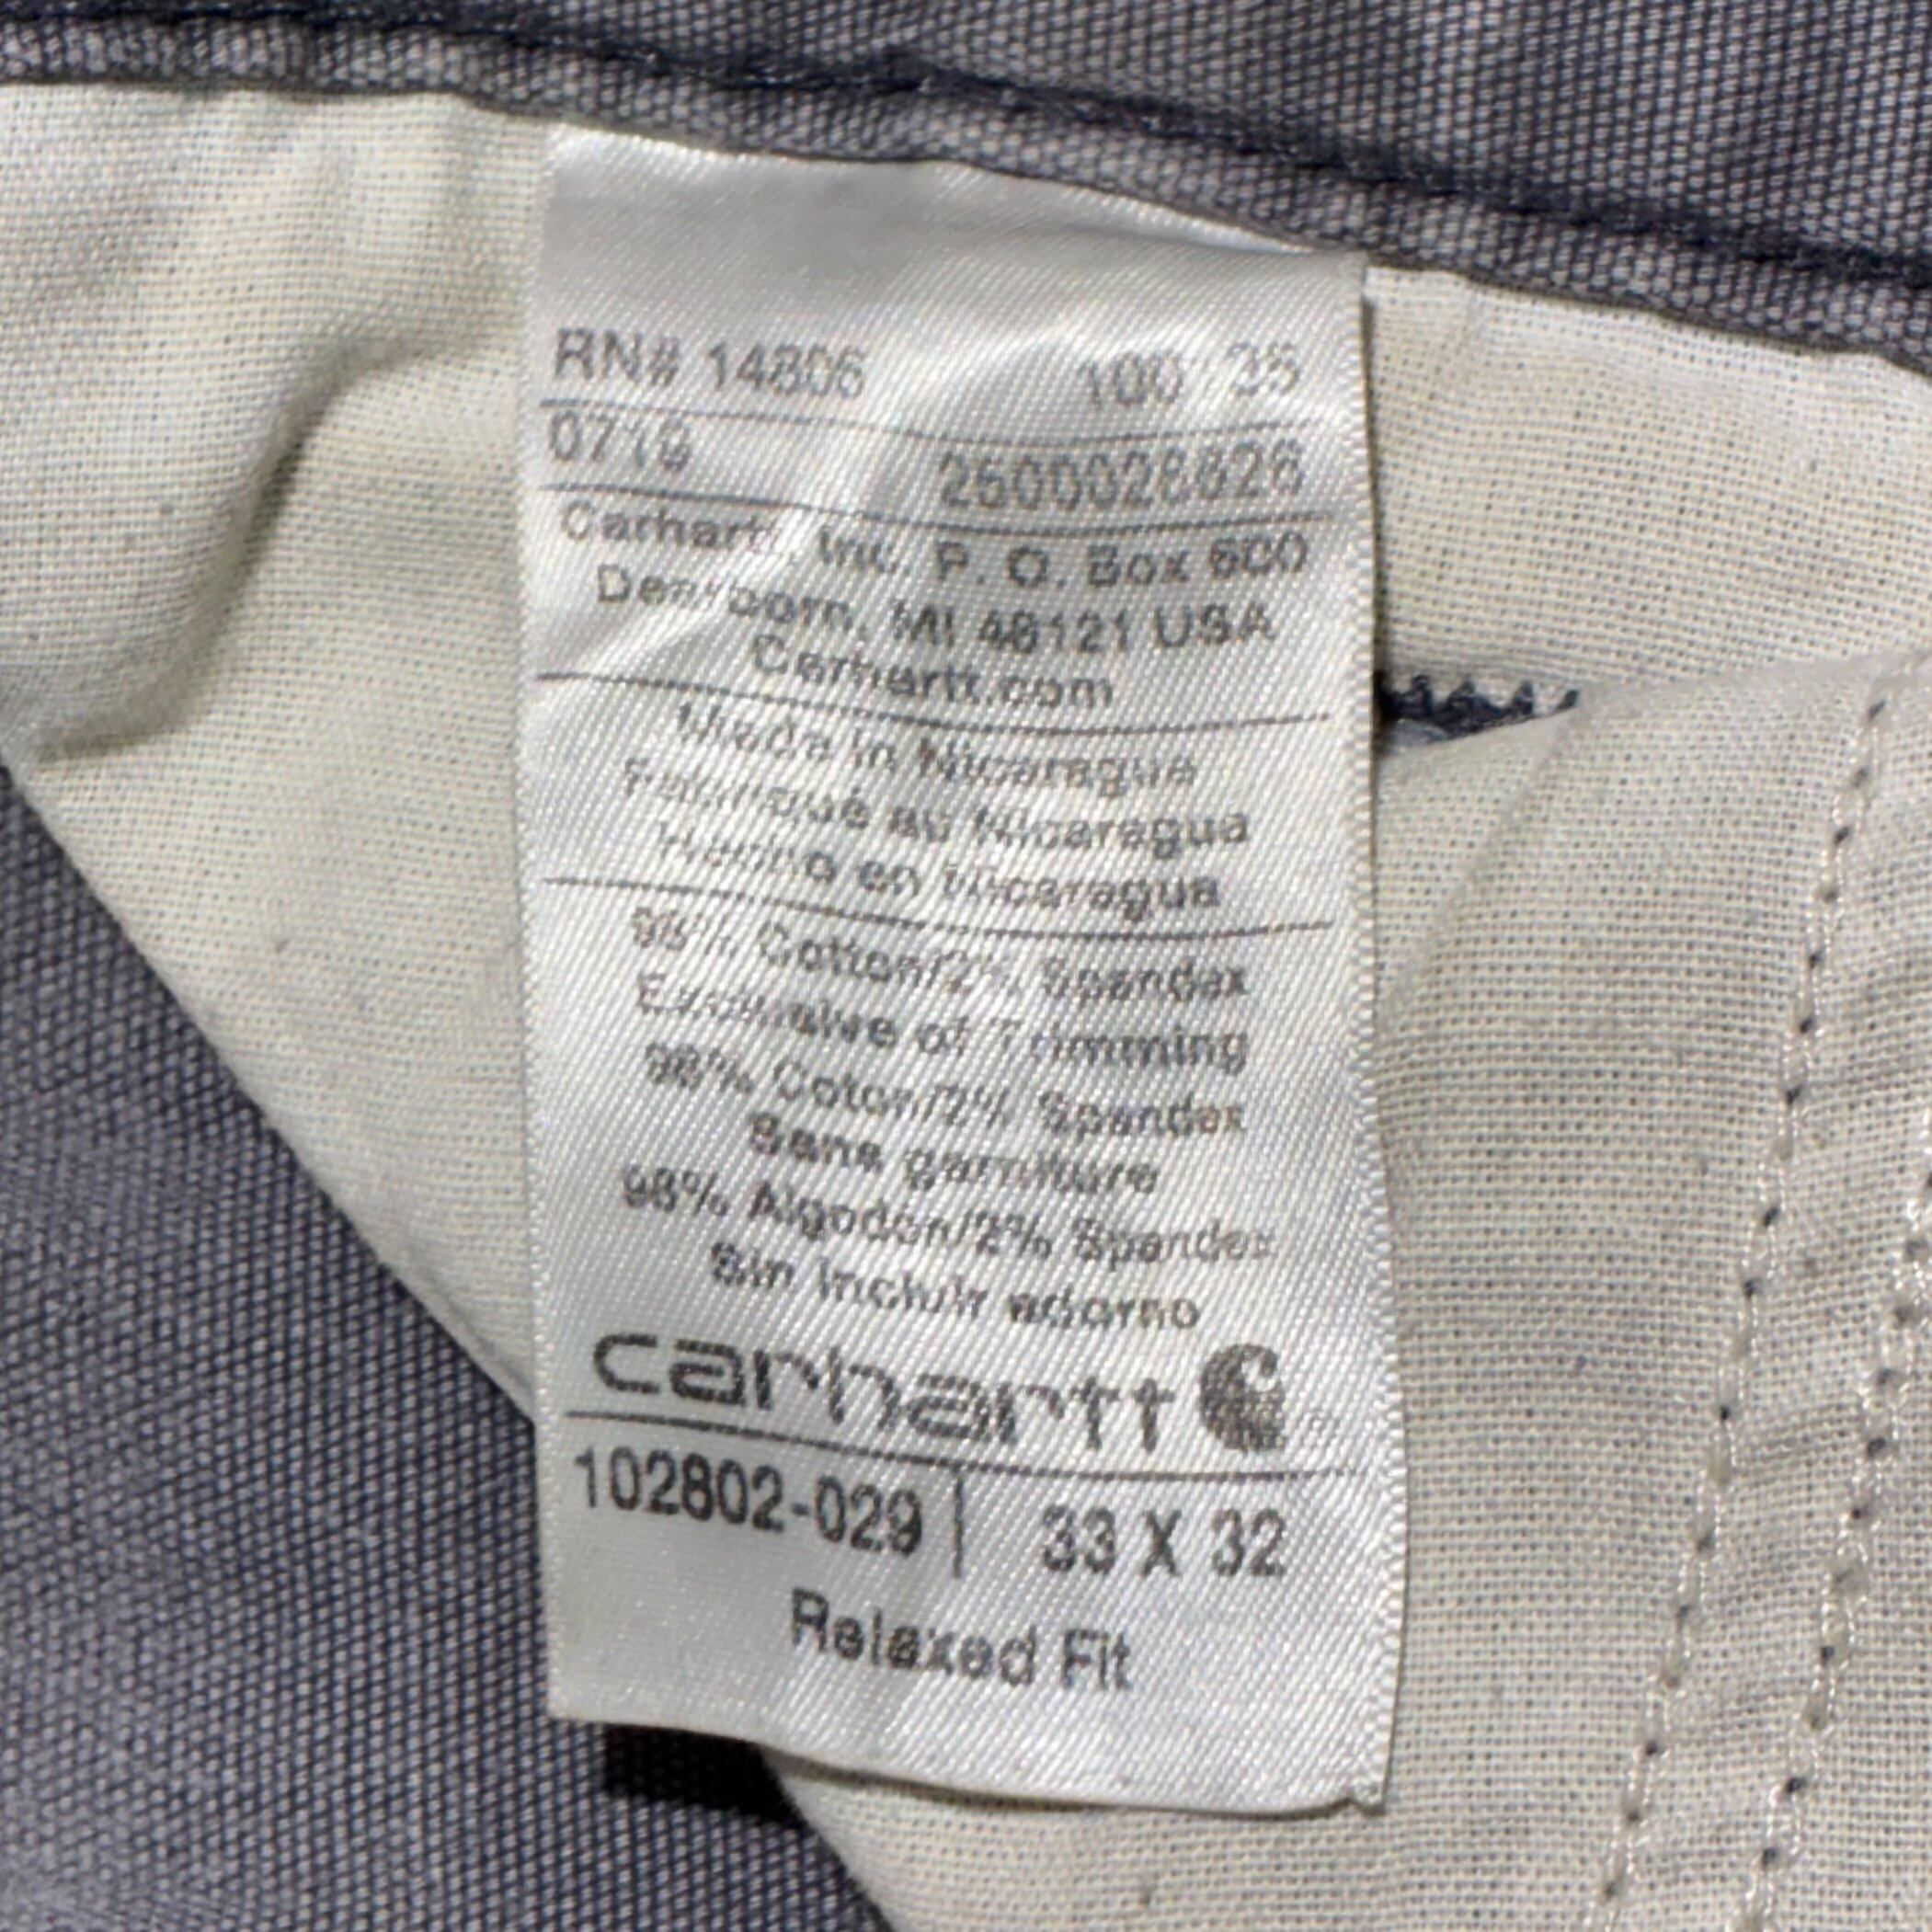 RN# 14806 100 35
0719 2500028626
Carhartt, Inc. P. O. Box 600
Dearborn, MI 48121 USA
Carhartt.com
Made in Nicaragua
Fabriqué au Nicaragua
Hecho en Nicaragua
98% Cotton/2% Spandex
Exclusive of Trimming
98% Coton/2% Spandex
Sans garniture
98% Algodon/2% Spandex
Sin incluir adorno
carhartt ®
102802-029 | 33 X 32
Relaxed Fit